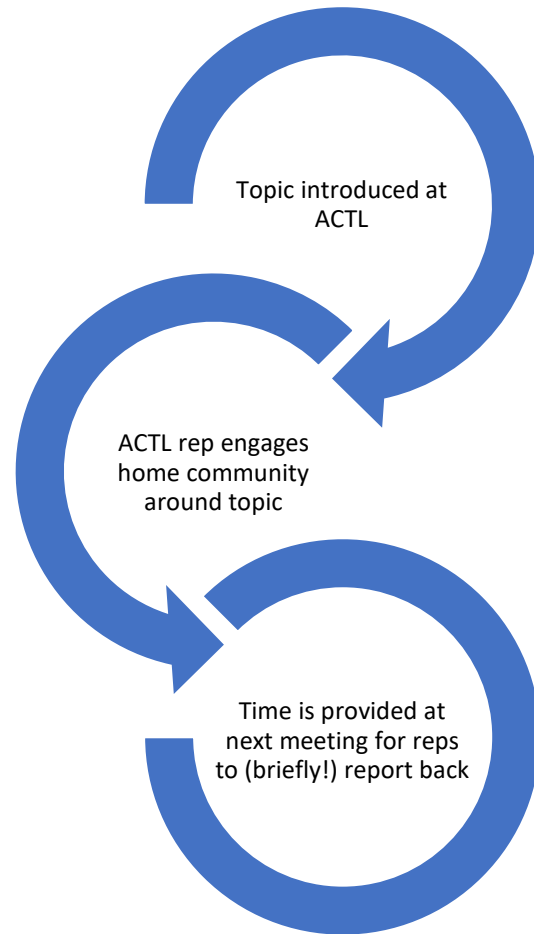 Topic introduced at
ACTL
ACTL rep engages
home community
around topic
Time is provided at
next meeting for reps
to (briefly!) report back